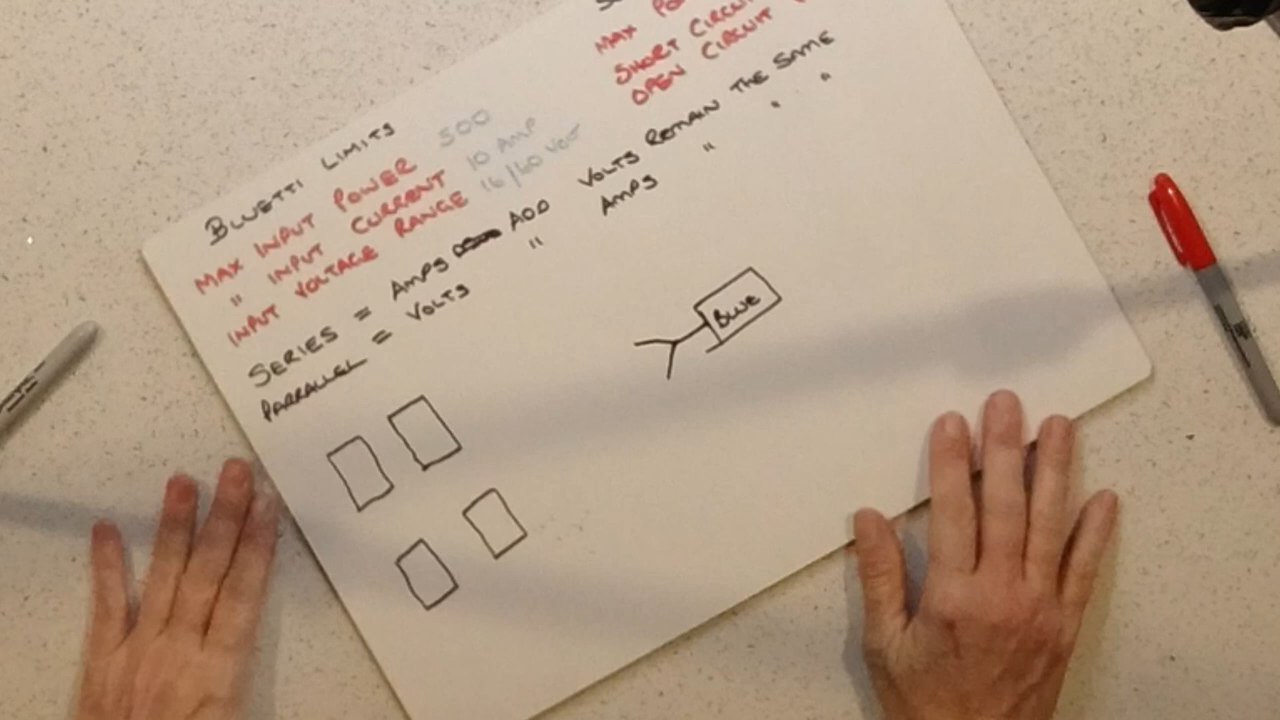 BLUETTI LIMITS
MAX INPUT POWER 500
" INPUT CURRENT 10 AMP
INPUT VOLTAGE RANGE 16/60 VOLT
MAX
SHORT CIRCUIT
OPEN CIRCUIT
SERIES = AMPS ADD VOLTS REMAIN THE SAME
PARRALLEL = VOLTS " AMPS " " "
BLUE